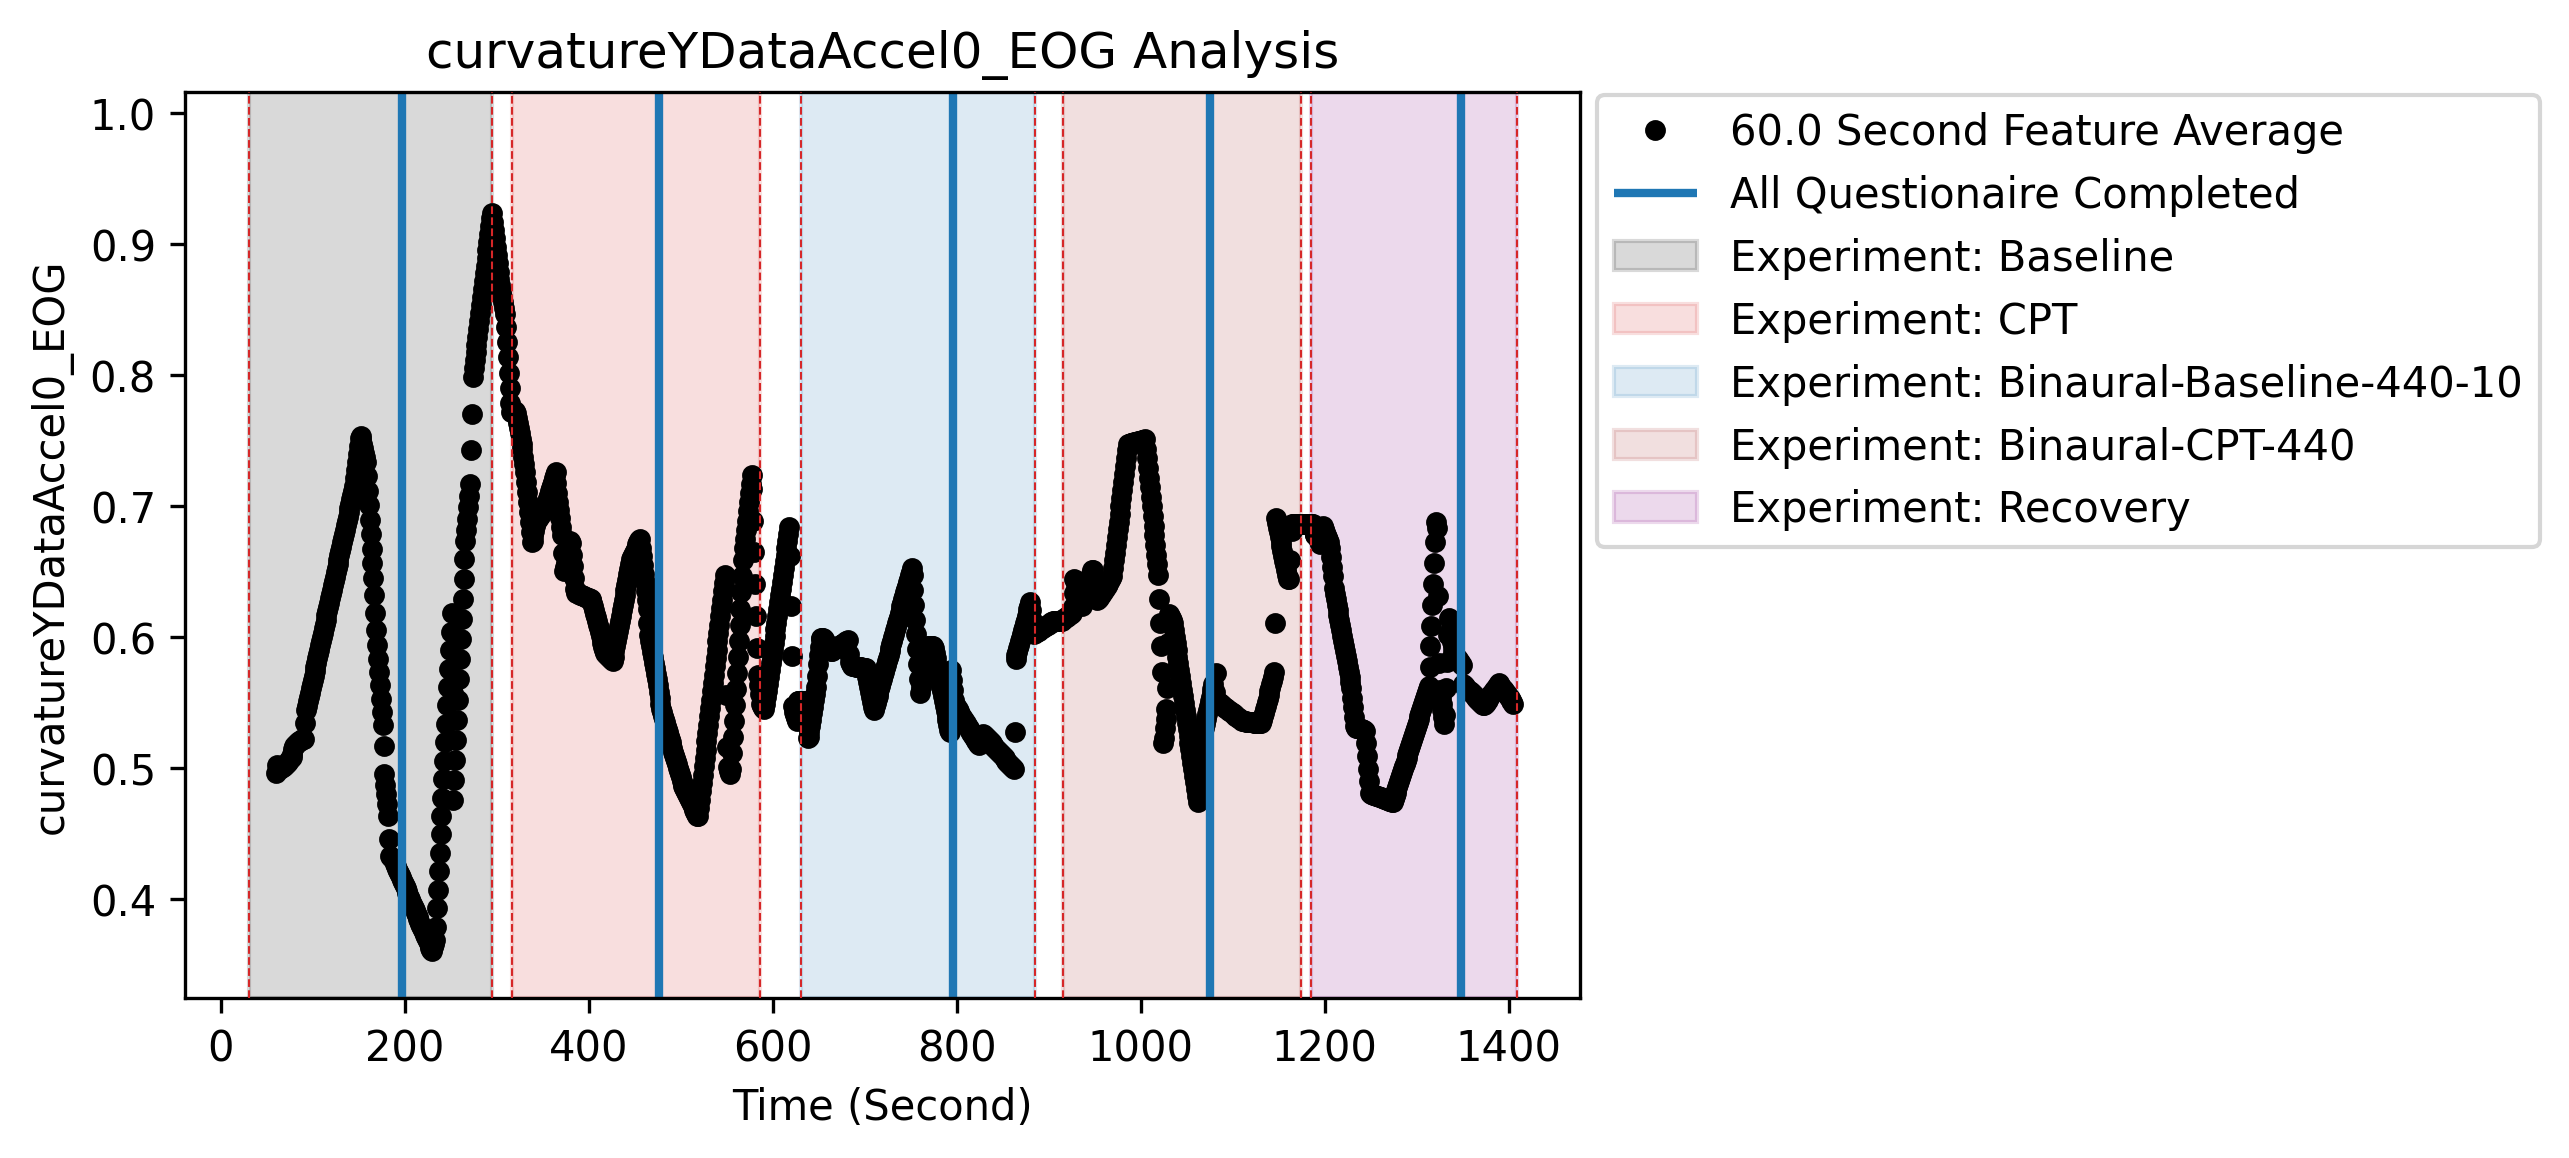 curvatureYDataAccel0_EOG Analysis
curvatureYDataAccel0_EOG
1.0
0.9
0.8
0.7
0.6
0.5
0.4
0
200
400
600
800
1000
1200
1400
Time (Second)
60.0 Second Feature Average
All Questionaire Completed
Experiment: Baseline
Experiment: CPT
Experiment: Binaural-Baseline-440-10
Experiment: Binaural-CPT-440
Experiment: Recovery